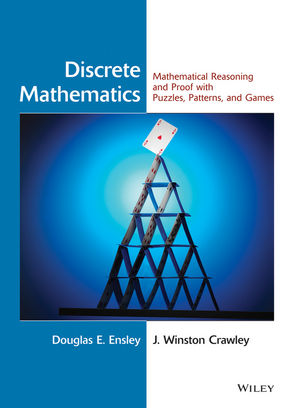 Discrete
Mathematics
Mathematical Reasoning
and Proof with
Puzzles, Patterns, and Games
Douglas E. Ensley
J. Winston Crawley
WILEY